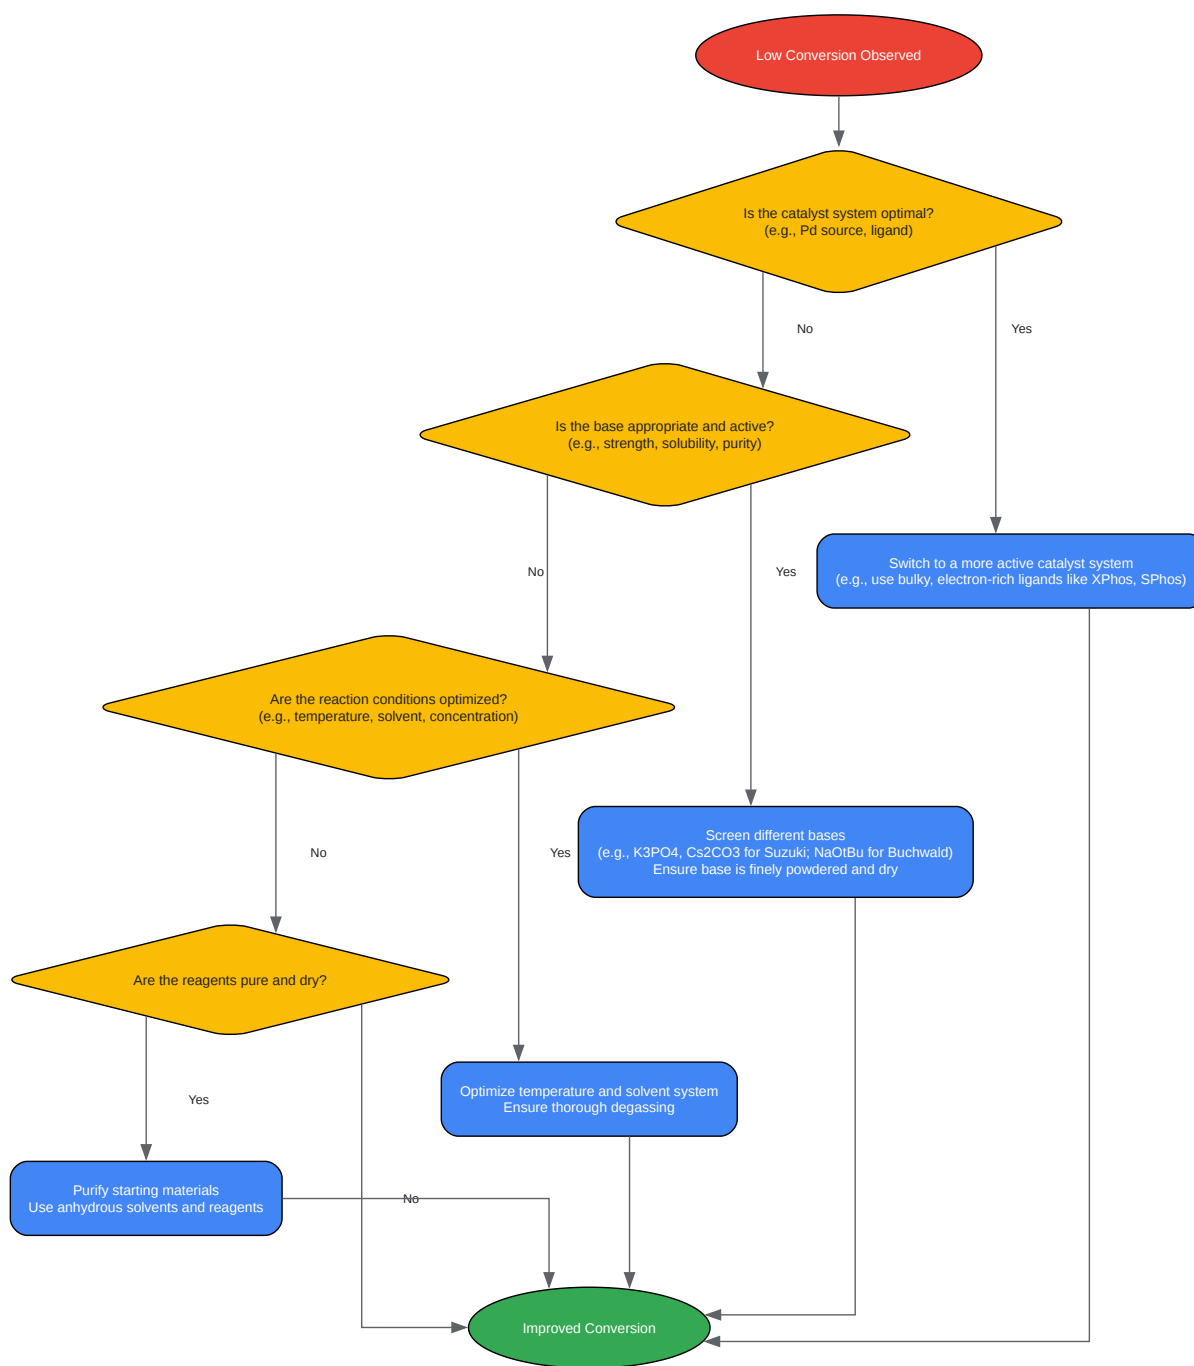 Low Conversion Observed
Is the catalyst system optimal?
(e.g., Pd source, ligand)
No
Yes
Is the base appropriate and active?
(e.g., strength, solubility, purity)
No
Yes
Switch to a more active catalyst system
(e.g., use bulky, electron-rich ligands like XPhos, SPhos)
Are the reaction conditions optimized?
(e.g., temperature, solvent, concentration)
No
Yes
Screen different bases
(e.g., K3PO4, Cs2CO3 for Suzuki; NaOtBu for Buchwald)
Ensure base is finely powdered and dry
Are the reagents pure and dry?
Yes
No
Optimize temperature and solvent system
Ensure thorough degassing
Purify starting materials
Use anhydrous solvents and reagents
Improved Conversion